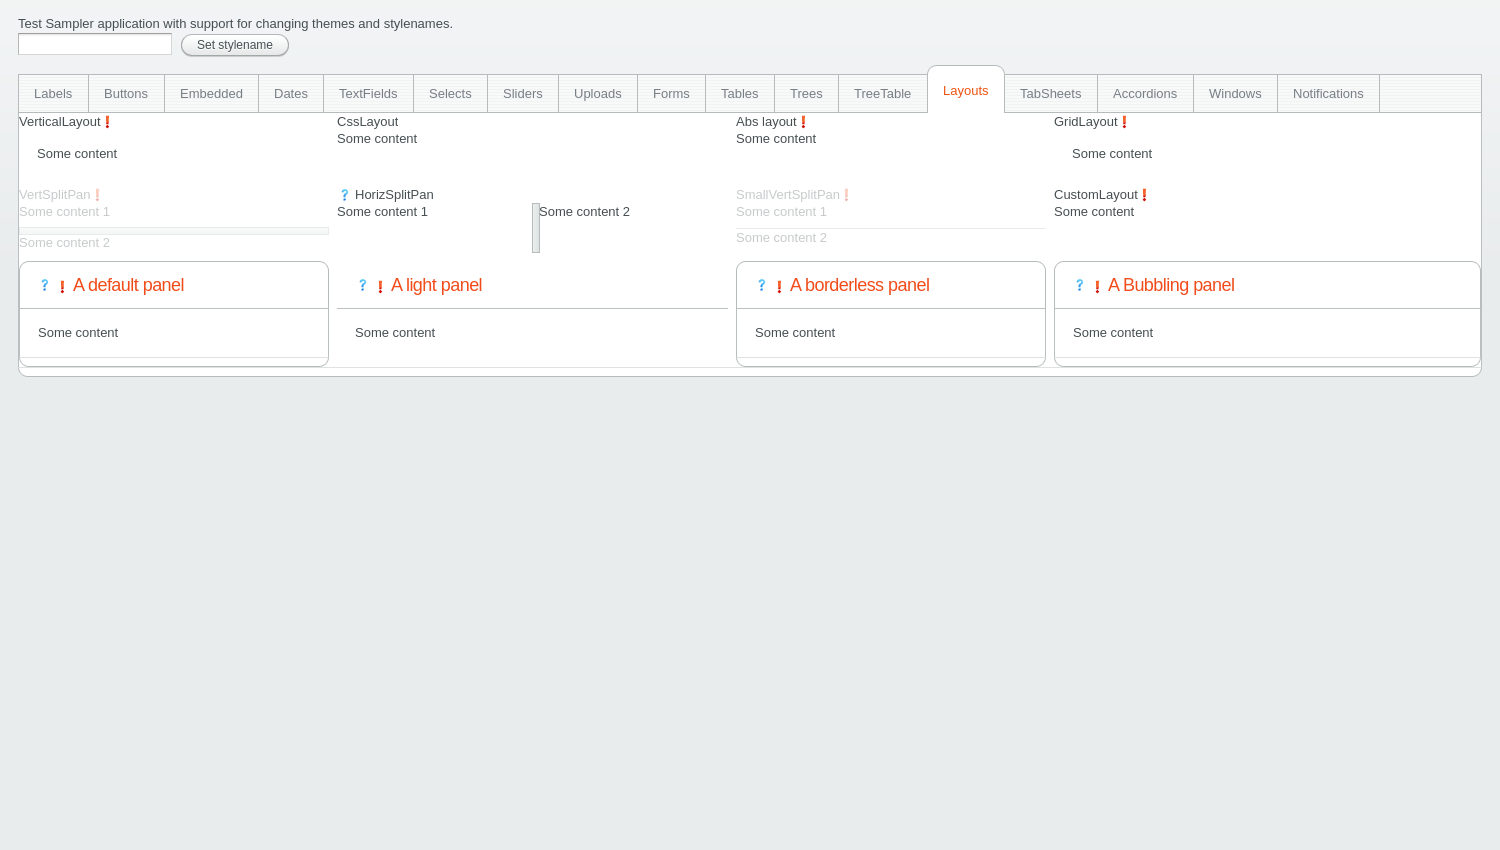 Test Sampler application with support for changing themes and stylenames.
Set stylename
Labels Buttons Embedded Dates TextFields Selects Sliders Uploads Forms Tables Trees TreeTable Layouts TabSheets Accordions Windows Notifications
VerticalLayout CssLayout Abs layout GridLayout
Some content Some content
Some content Some content
VertSplitPan HorizSplitPan SmallVertSplitPan CustomLayout
Some content 1 Some content 1 Some content 2 Some content 1 Some content
Some content 2 Some content 2
A default panel A light panel A borderless panel A Bubbling panel
Some content Some content Some content Some content